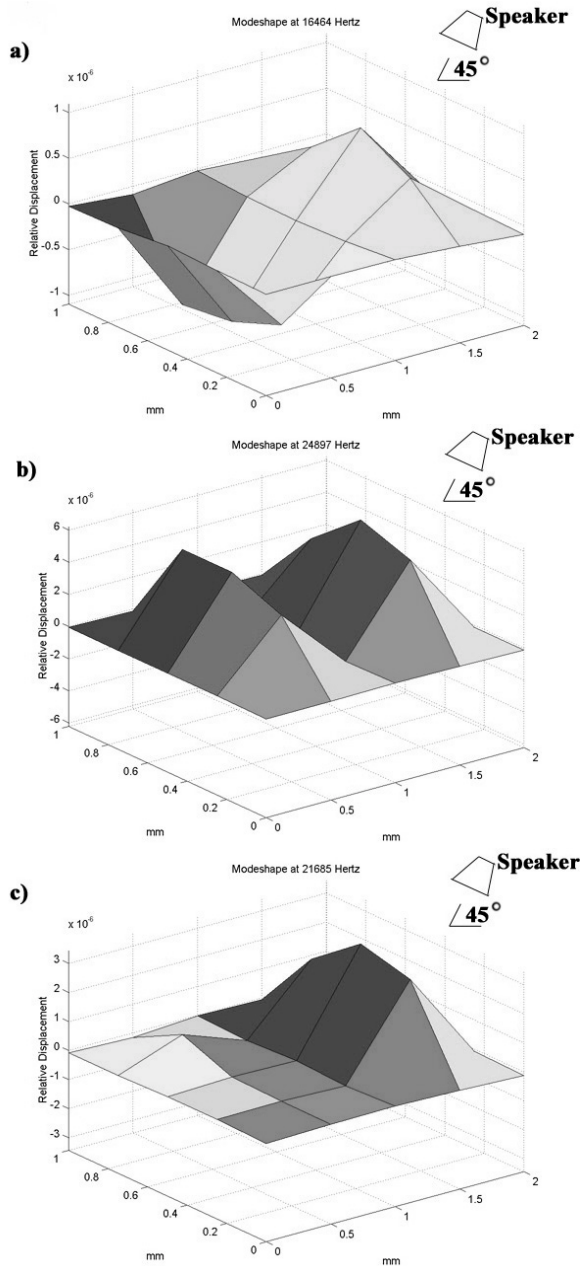 Modeshape at 16464 Hertz
Speaker
a)
45°
x 10⁻⁶
1
0.5
0
-0.5
-1
Relative Displacement
1
0.8
0.6
0.4
0.2
0
mm
0
0.5
1
1.5
2
mm
Modeshape at 24897 Hertz
Speaker
b)
45°
x 10⁻⁶
6
4
2
0
-2
-4
-6
Relative Displacement
1
0.8
0.6
0.4
0.2
0
mm
0
0.5
1
1.5
2
mm
Modeshape at 21685 Hertz
Speaker
c)
45°
x 10⁻⁶
3
2
1
0
-1
-2
-3
Relative Displacement
1
0.8
0.6
0.4
0.2
0
mm
0
0.5
1
1.5
2
mm